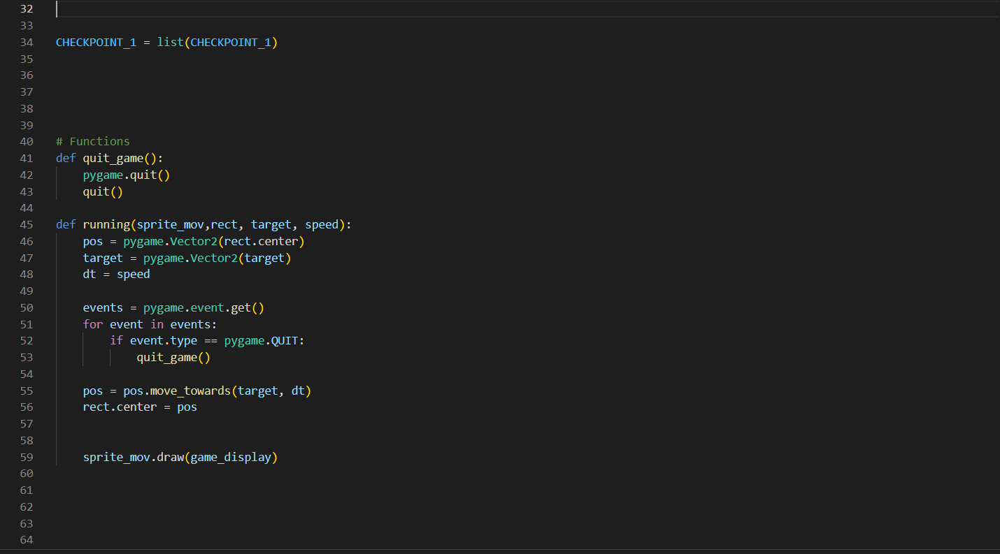 32
33
34 CHECKPOINT_1 = list(CHECKPOINT_1)
35
36
37
38
39
40 # Functions
41 def quit_game():
42     pygame.quit()
43     quit()
44
45 def running(sprite_mov,rect, target, speed):
46     pos = pygame.Vector2(rect.center)
47     target = pygame.Vector2(target)
48     dt = speed
49
50     events = pygame.event.get()
51     for event in events:
52         if event.type == pygame.QUIT:
53             quit_game()
54
55     pos = pos.move_towards(target, dt)
56     rect.center = pos
57
58
59     sprite_mov.draw(game_display)
60
61
62
63
64